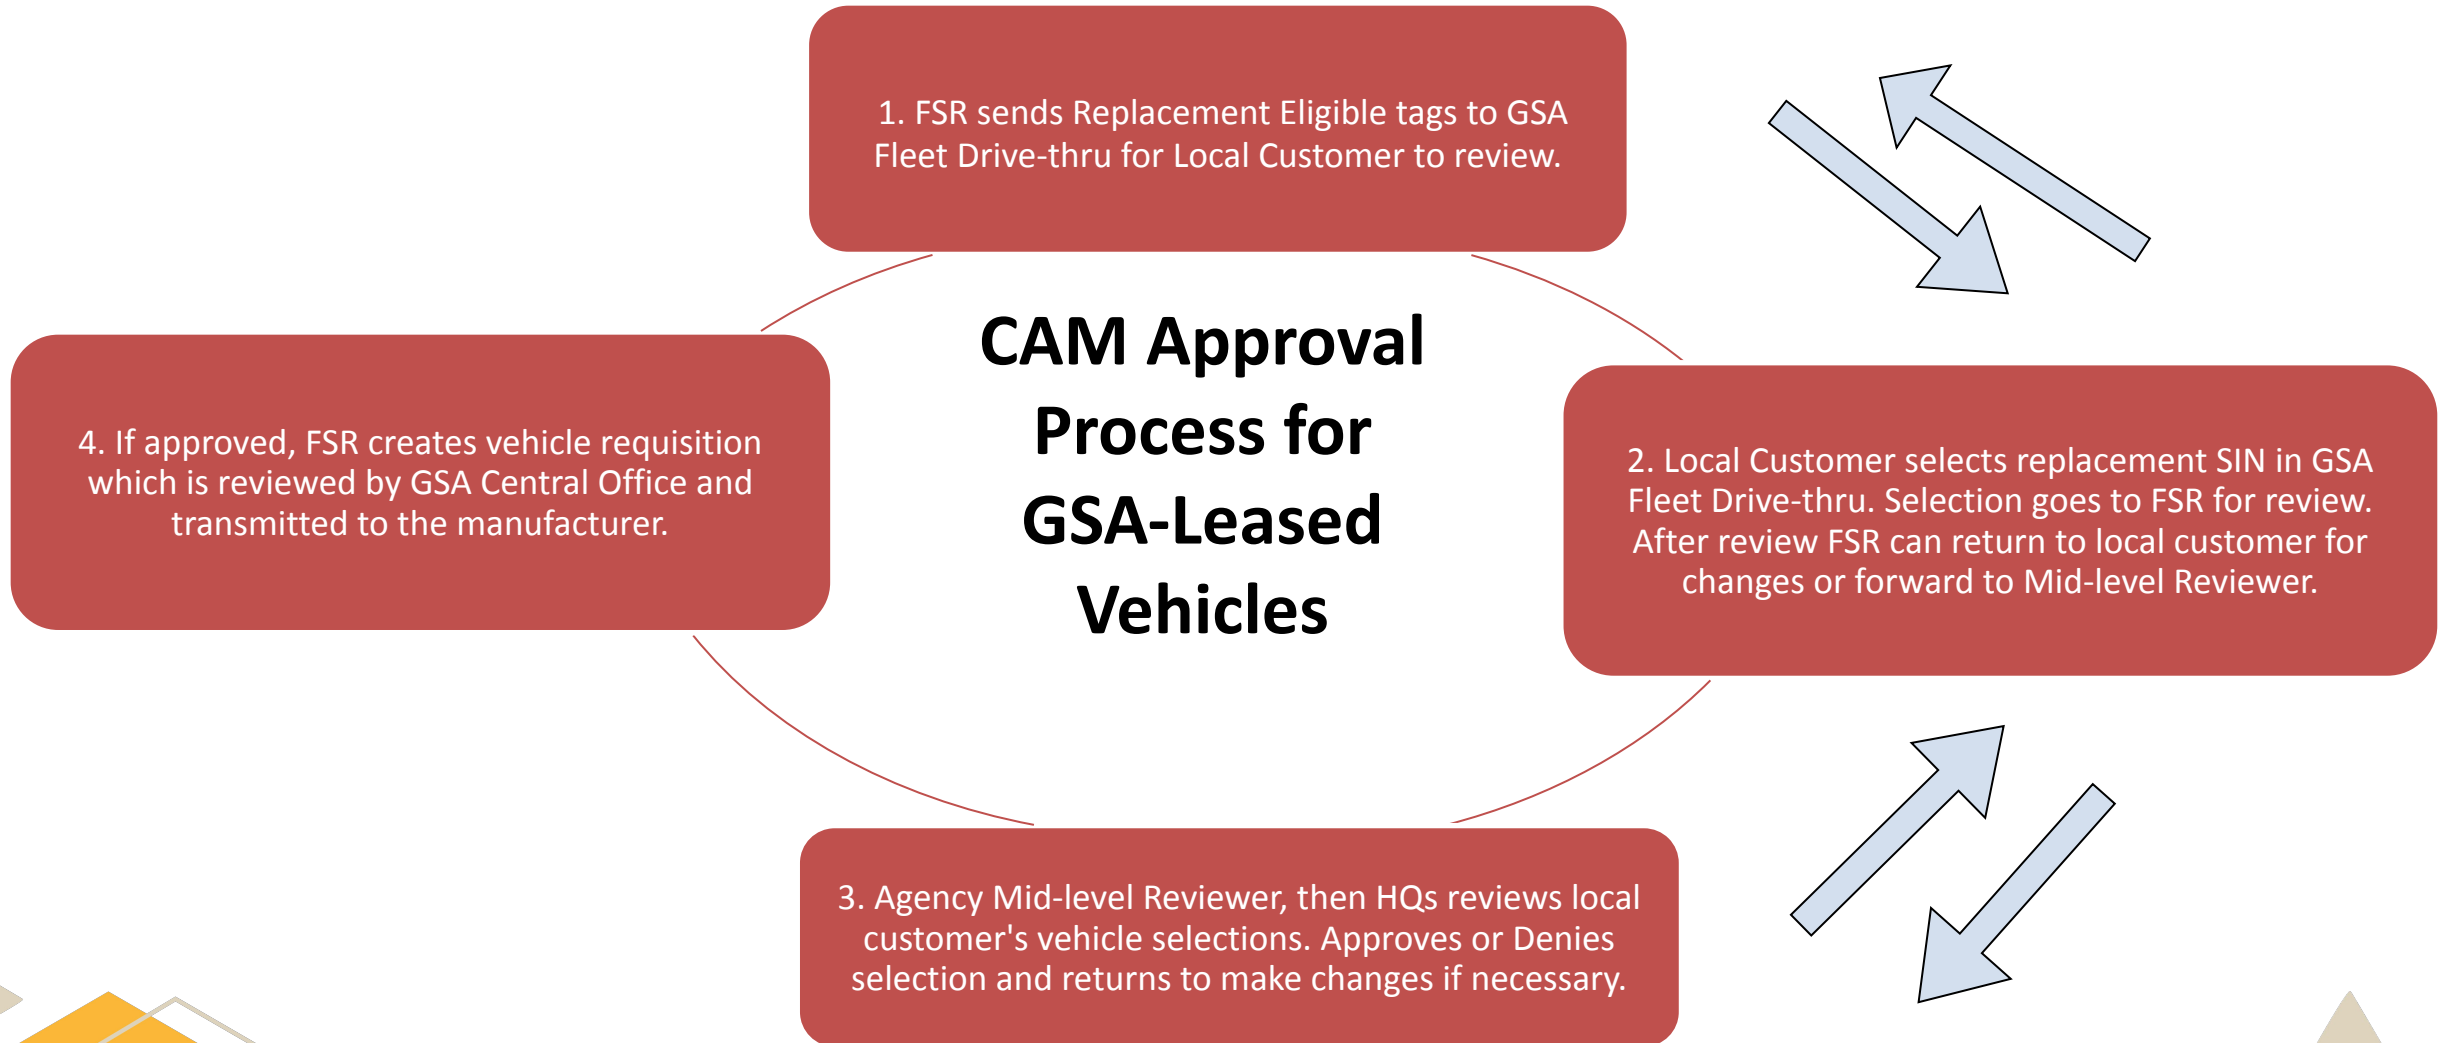 1. FSR sends Replacement Eligible tags to GSA
Fleet Drive-thru for Local Customer to review.
CAM Approval
Process for
GSA-Leased
Vehicles
2. Local Customer selects replacement SIN in GSA
Fleet Drive-thru. Selection goes to FSR for review.
After review FSR can return to local customer for
changes or forward to Mid-level Reviewer.
3. Agency Mid-level Reviewer, then HQs reviews local
customer's vehicle selections. Approves or Denies
selection and returns to make changes if necessary.
4. If approved, FSR creates vehicle requisition
which is reviewed by GSA Central Office and
transmitted to the manufacturer.